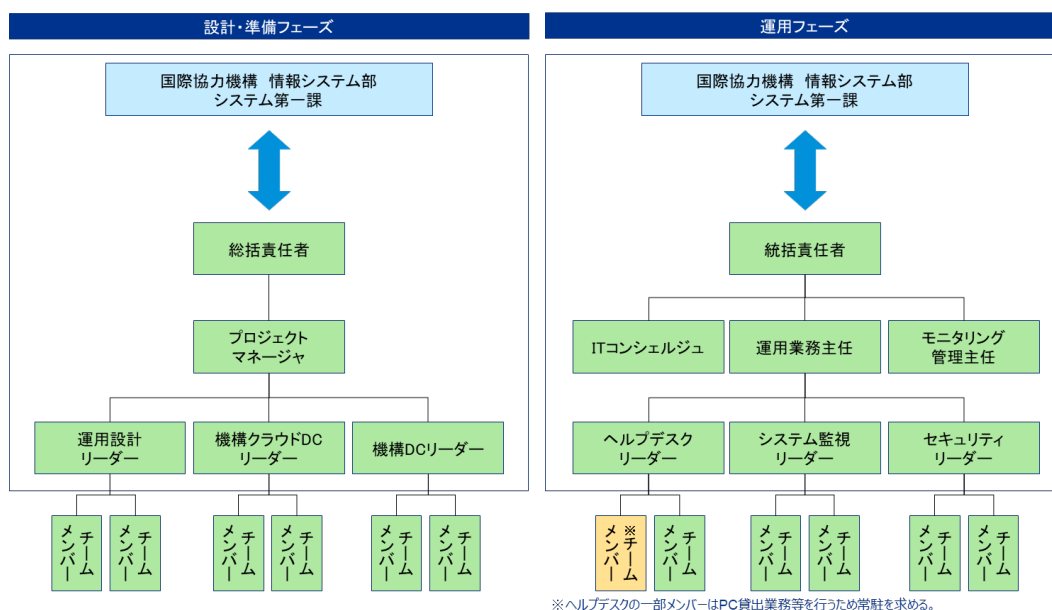 設計・準備フェーズ
国際協力機構　情報システム部
システム第一課
総括責任者
プロジェクト
マネージャ
運用設計
リーダー
機構クラウドDC
リーダー
機構DCリーダー
チーム
メンバー
チーム
メンバー
チーム
メンバー
チーム
メンバー
チーム
メンバー
チーム
メンバー
運用フェーズ
国際協力機構　情報システム部
システム第一課
統括責任者
ITコンシェルジュ
運用業務主任
モニタリング
管理主任
ヘルプデスク
リーダー
システム監視
リーダー
セキュリティ
リーダー
※チーム
メンバー
チーム
メンバー
チーム
メンバー
チーム
メンバー
チーム
メンバー
チーム
メンバー
※ヘルプデスクの一部メンバーはPC貸出業務等を行うため常駐を求める。